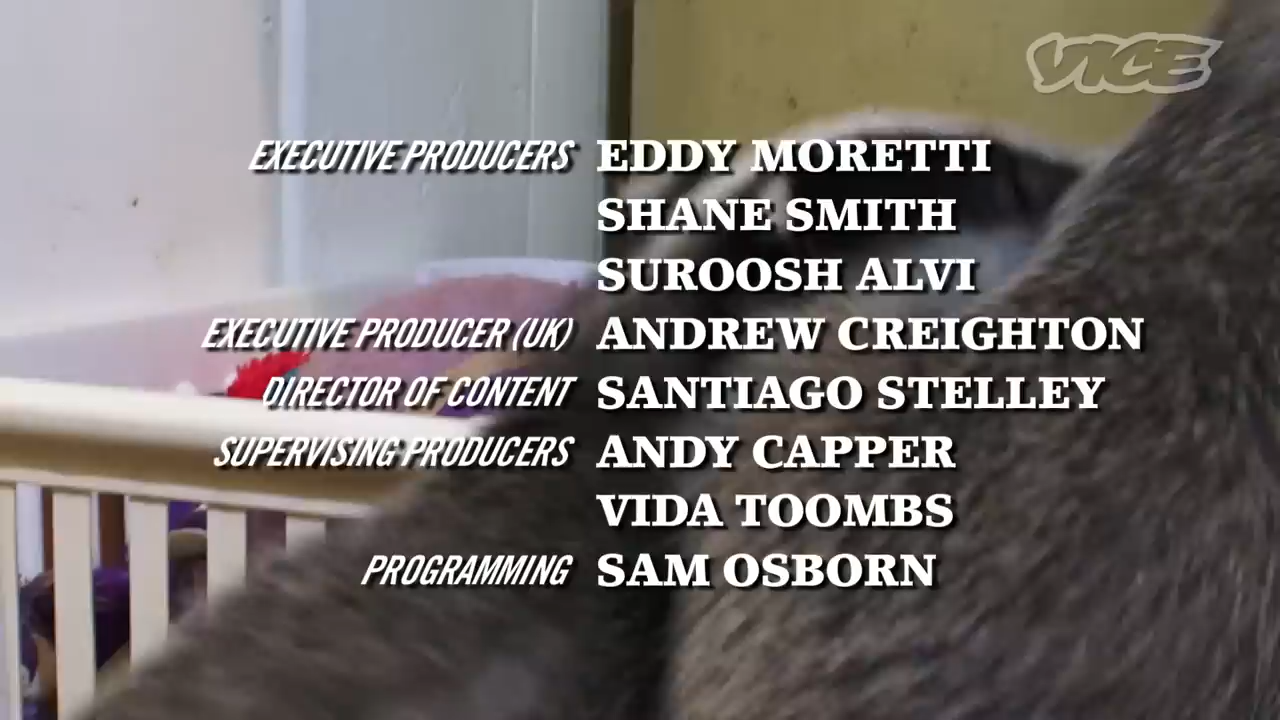 VICE
EXECUTIVE PRODUCERS EDDY MORETTI
SHANE SMITH
SUROOSH ALVI
EXECUTIVE PRODUCER (UK) ANDREW CREIGHTON
DIRECTOR OF CONTENT SANTIAGO STELLEY
SUPERVISING PRODUCERS ANDY CAPPER
VIDA TOOMBS
PROGRAMMING SAM OSBORN